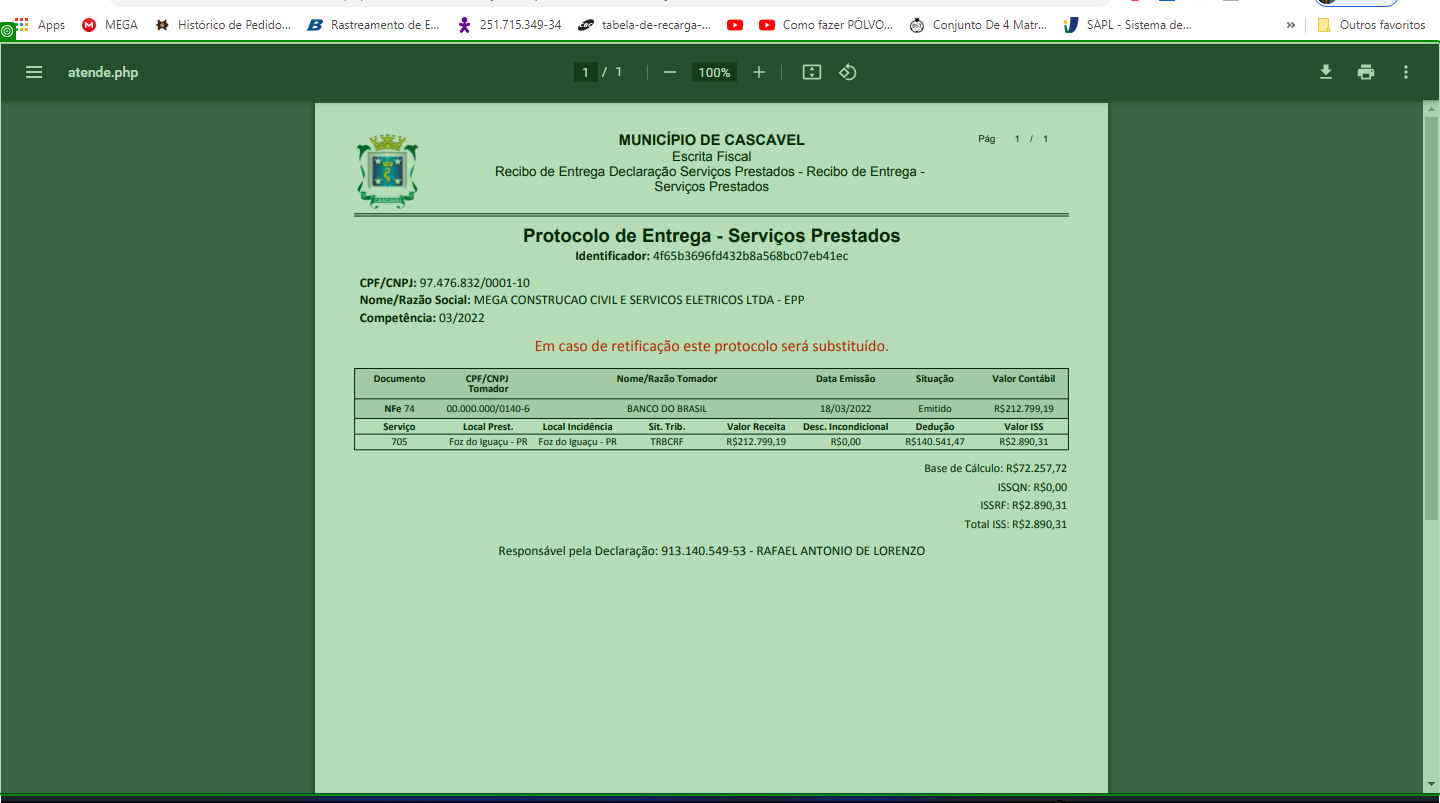 Apps MEGA Histórico de Pedido... Rastreamento de E... 251.715.349-34 tabela-de-recarga-... Como fazer PÓLVO... Conjunto De 4 Matr... SAPL - Sistema de... » Outros favoritos
atende.php 1 / 1 — 100% +
MUNICÍPIO DE CASCAVEL Pág 1 / 1
Escrita Fiscal
Recibo de Entrega Declaração Serviços Prestados - Recibo de Entrega -
Serviços Prestados
CASCAVEL
Protocolo de Entrega - Serviços Prestados
Identificador: 4f65b3696fd432b8a568bc07eb41ec
CPF/CNPJ: 97.476.832/0001-10
Nome/Razão Social: MEGA CONSTRUCAO CIVIL E SERVICOS ELETRICOS LTDA - EPP
Competência: 03/2022
Em caso de retificação este protocolo será substituído.
Documento CPF/CNPJ Tomador Nome/Razão Tomador Data Emissão Situação Valor Contábil
NFe 74 00.000.000/0140-6 BANCO DO BRASIL 18/03/2022 Emitido R$212.799,19
Serviço Local Prest. Local Incidência Sit. Trib. Valor Receita Desc. Incondicional Dedução Valor ISS
705 Foz do Iguaçu - PR Foz do Iguaçu - PR TRBCRF R$212.799,19 R$0,00 R$140.541,47 R$2.890,31
Base de Cálculo: R$72.257,72
ISSQN: R$0,00
ISSRF: R$2.890,31
Total ISS: R$2.890,31
Responsável pela Declaração: 913.140.549-53 - RAFAEL ANTONIO DE LORENZO